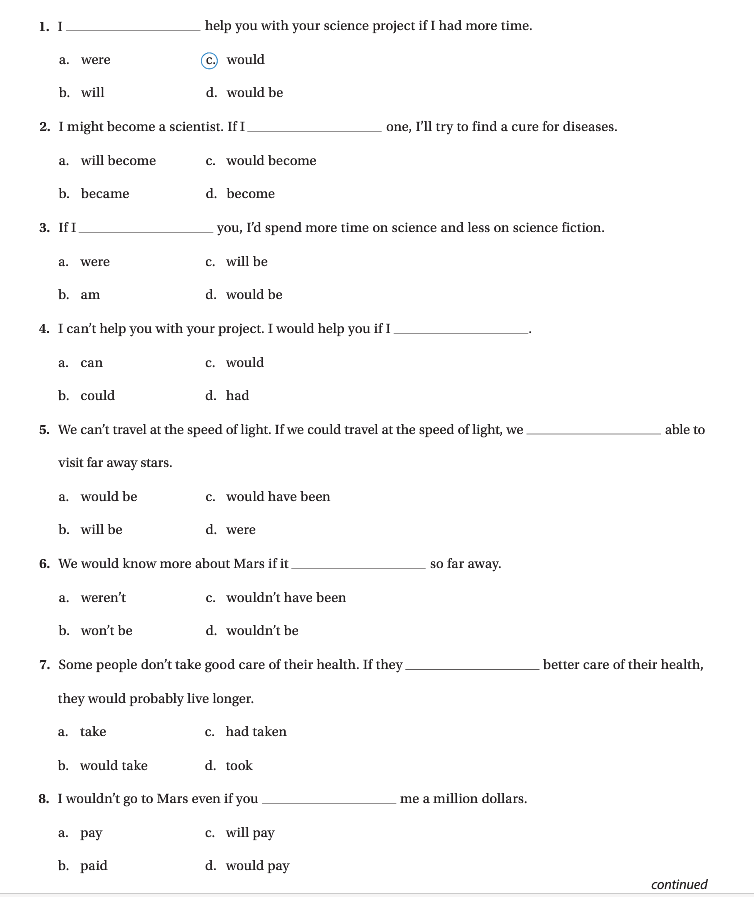 1. I ____________________ help you with your science project if I had more time.
a. were c. would
b. will d. would be
2. I might become a scientist. If I ____________________ one, I'll try to find a cure for diseases.
a. will become c. would become
b. became d. become
3. If I ____________________ you, I'd spend more time on science and less on science fiction.
a. were c. will be
b. am d. would be
4. I can't help you with your project. I would help you if I ____________________.
a. can c. would
b. could d. had
5. We can't travel at the speed of light. If we could travel at the speed of light, we ____________________ able to
visit far away stars.
a. would be c. would have been
b. will be d. were
6. We would know more about Mars if it ____________________ so far away.
a. weren't c. wouldn't have been
b. won't be d. wouldn't be
7. Some people don't take good care of their health. If they ____________________ better care of their health,
they would probably live longer.
a. take c. had taken
b. would take d. took
8. I wouldn't go to Mars even if you ____________________ me a million dollars.
a. pay c. will pay
b. paid d. would pay
continued